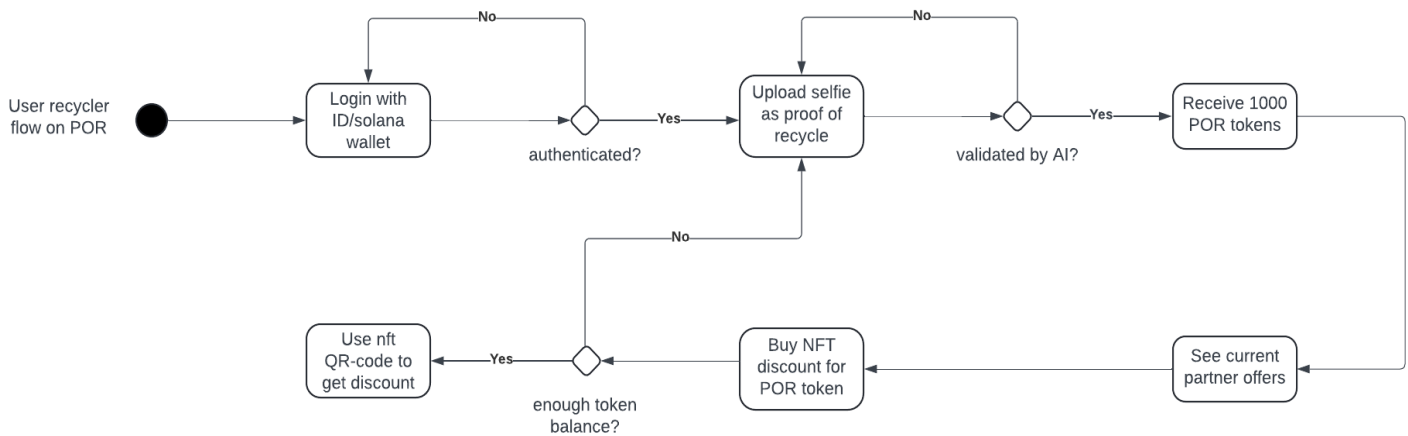 No
No
User recycler
flow on POR
Login with
ID/solana
wallet
Yes
authenticated?
Upload selfie
as proof of
recycle
Yes
validated by AI?
Receive 1000
POR tokens
No
Use nft
QR-code to
get discount
Yes
enough token
balance?
Buy NFT
discount for
POR token
See current
partner offers